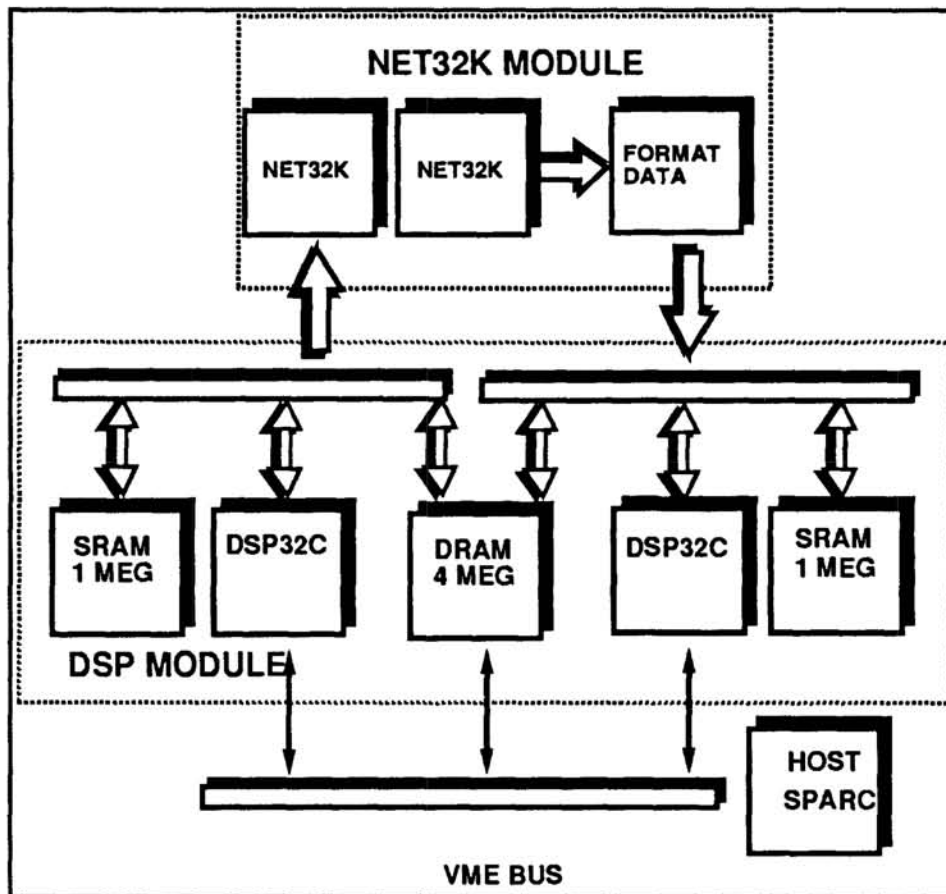 NET32K MODULE
NET32K
NET32K
FORMAT
DATA
SRAM
1 MEG
DSP32C
DRAM
4 MEG
DSP32C
SRAM
1 MEG
DSP MODULE
HOST
SPARC
VME BUS